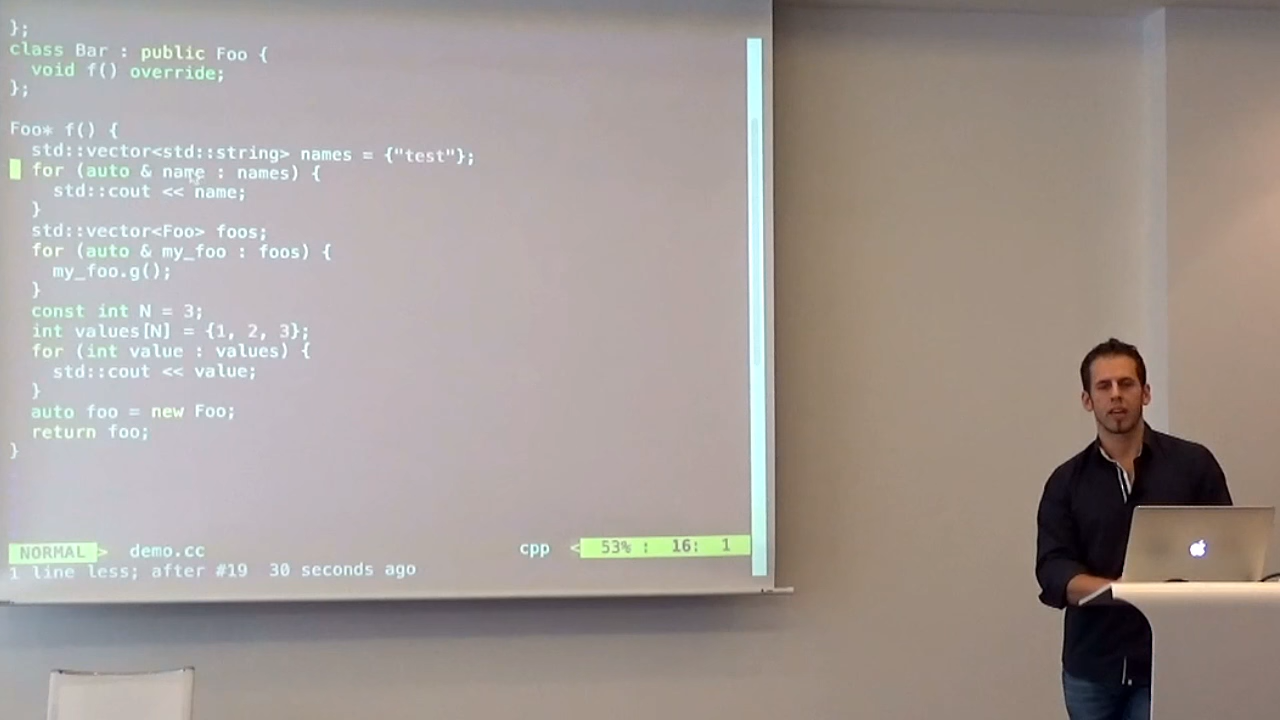 };
class Bar : public Foo {
  void f() override;
};
Foo* f() {
  std::vector<std::string> names = {"test"};
  for (auto & name : names) {
    std::cout << name;
  }
  std::vector<Foo> foos;
  for (auto & my_foo : foos) {
    my_foo.g();
  }
  const int N = 3;
  int values[N] = {1, 2, 3};
  for (int value : values) {
    std::cout << value;
  }
  auto foo = new Foo;
  return foo;
}
NORMAL > demo.cc cpp < 53% : 16: 1
1 line less; after #19 30 seconds ago